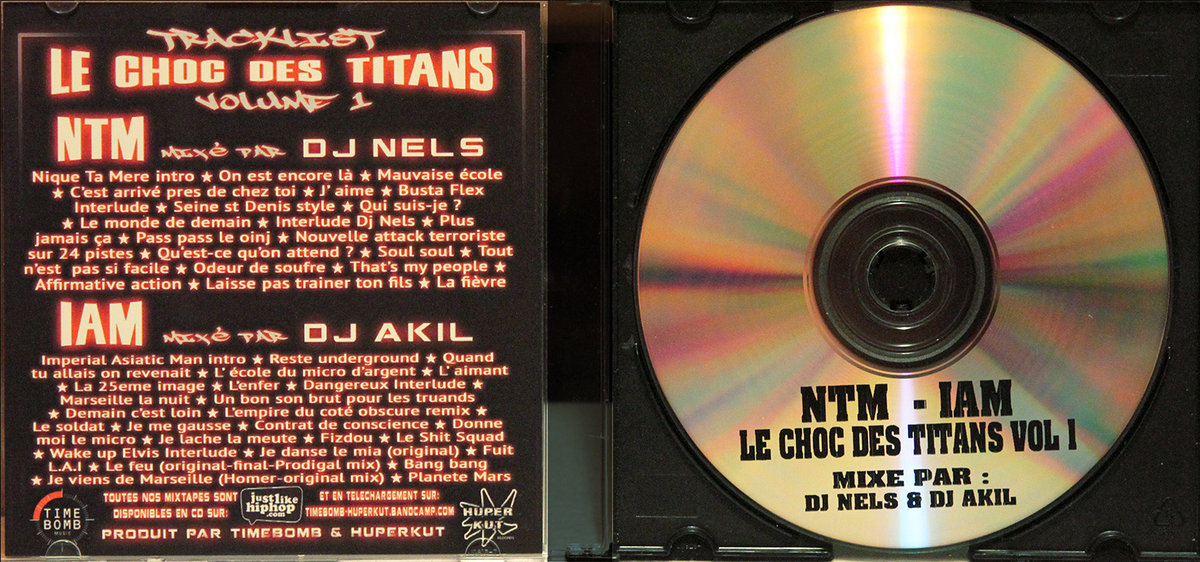 TRACKLIST
LE CHOC DES TITANS
VOLUME 1
NTM MIXÉ PAR DJ NELS
Nique Ta Mere intro ★ On est encore là ★ Mauvaise école
★ C'est arrivé pres de chez toi ★ J' aime ★ Busta Flex
Interlude ★ Seine st Denis style ★ Qui suis-je ?
★ Le monde de demain ★ Interlude Dj Nels ★ Plus
jamais ça ★ Pass pass le oinj ★ Nouvelle attack terroriste
sur 24 pistes ★ Qu'est-ce qu'on attend ? ★ Soul soul ★ Tout
n'est pas si facile ★ Odeur de soufre ★ That's my people ★
Affirmative action ★ Laisse pas trainer ton fils ★ La fièvre
IAM MIXÉ PAR DJ AKIL
Imperial Asiatic Man intro ★ Reste underground ★ Quand
tu allais on revenait ★ L' école du micro d'argent ★ L' aimant
★ La 25eme image ★ L'enfer ★ Dangereux Interlude ★
Marseille la nuit ★ Un bon son brut pour les truands
★ Demain c'est loin ★ L'empire du coté obscure remix ★
Le soldat ★ Je me gausse ★ Contrat de conscience ★ Donne
moi le micro ★ Je lache la meute ★ Fizdou ★ Le Shit Squad
★ Wake up Elvis Interlude ★ Je danse le mia (original) ★ Fuit
L.A.I ★ Le feu (original-final-Prodigal mix) ★ Bang bang
★ Je viens de Marseille (Homer-original mix) ★ Planete Mars
TIME BOMB MUSIC
TOUTES NOS MIXTAPES SONT
DISPONIBLES EN CD SUR:
justlike
hiphop
.com
ET EN TELECHARGEMENT SUR:
TIMEBOMB-HUPERKUT.BANDCAMP.COM
HUPER
KUT
RECORDS
PRODUIT PAR TIMEBOMB & HUPERKUT
NTM - IAM
LE CHOC DES TITANS VOL 1
MIXE PAR :
DJ NELS & DJ AKIL